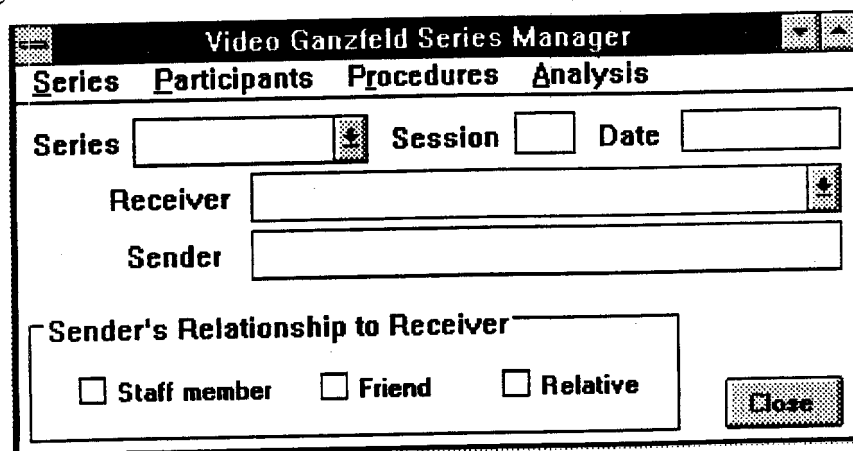 Video Ganzfeld Series Manager
Series Participants Procedures Analysis
Series Session Date
Receiver
Sender
Sender's Relationship to Receiver
Staff member Friend Relative
Close